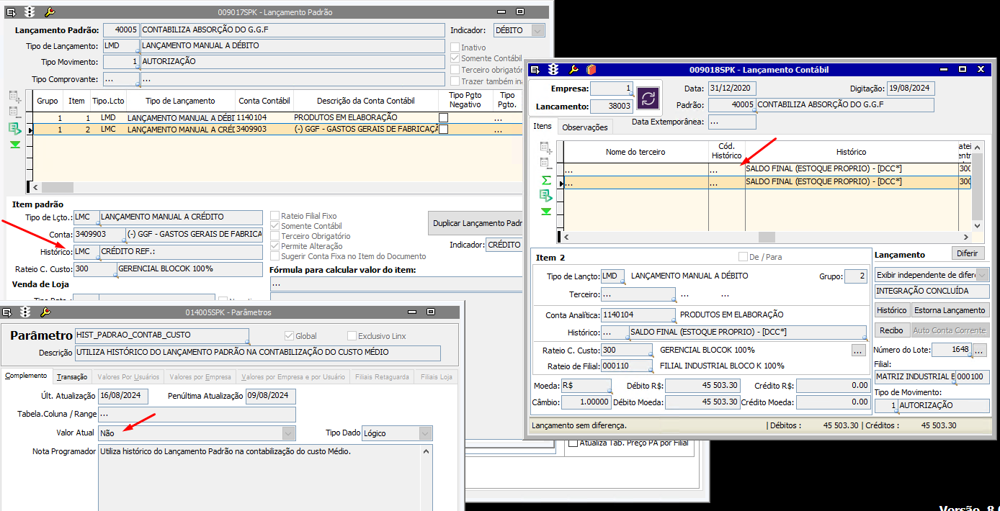 009017SPK - Lançamento Padrão
Lançamento Padrão: 40005 CONTABILIZA ABSORÇÃO DO G.G.F Indicador: DÉBITO
Tipo de Lançamento: LMD LANÇAMENTO MANUAL A DÉBITO
Inativo
Tipo Movimento: 1 AUTORIZAÇÃO
Somente Contábil
Terceiro obrigatór
Tipo Comprovante: ... ...
Trazer também in
Grupo Item Tipo.Lcto Tipo de Lançamento Conta Contábil Descrição da Conta Contábil Tipo Pgto Negativo Tipo Pgto.
1 1 LMD LANÇAMENTO MANUAL A DÉBI 1140104 PRODUTOS EM ELABORAÇÃO ...
1 2 LMC LANÇAMENTO MANUAL A CRÉI 3409903 (-) GGF - GASTOS GERAIS DE FABRICAÇÃ ...
Item padrão
Tipo de Lçto.: LMC LANÇAMENTO MANUAL A CRÉDITO
Conta: 3409903 (-) GGF - GASTOS GERAIS DE FABRICA
Histórico: LMC CRÉDITO REF.:
Rateio C. Custo: 300 GERENCIAL BLOCOK 100%
Venda de Loja
Rateio Filial Fixo
Somente Contábil
Terceiro Obrigatório
Permite Alteração
Sugerir Conta Fixa no Item do Documento
Duplicar Lançamento Padr
Indicador: CRÉDITO
Fórmula para calcular valor do item:
...
014005SPK - Parâmetros
Parâmetro HIST_PADRAO_CONTAB_CUSTO Global Exclusivo Linx
Descrição UTILIZA HISTÓRICO DO LANÇAMENTO PADRÃO NA CONTABILIZAÇÃO DO CUSTO MÉDIO
Complemento Transação Valores Por Usuários Valores por Empresa Valores por Empresa e por Usuário Filiais Retaguarda Filiais Loja
Últ. Atualização 16/08/2024 Penúltima Atualização 09/08/2024
Tabela.Coluna / Range ...
Valor Atual Não Tipo Dado Lógico
Nota Programador Utiliza histórico do Lançamento Padrão na contabilização do custo Médio.
009018SPK - Lançamento Contábil
Empresa: 1 Data: 31/12/2020 Digitação: 19/08/2024
Lancamento: 38003 Padrão: 40005 CONTABILIZA ABSORÇÃO DO G.G.F
Data Extemporânea: ...
Itens Observações
Nome do terceiro Cód. Histórico Histórico
... ... SALDO FINAL (ESTOQUE PROPRIO) - [DCC*] 300
... ... SALDO FINAL (ESTOQUE PROPRIO) - [DCC*] 300
Item 2 De / Para
Tipo de Lançto: LMD LANÇAMENTO MANUAL A DÉBITO Grupo: 2
Terceiro: ... ... ...
Conta Analítica: 1140104 PRODUTOS EM ELABORAÇÃO
Histórico: ... SALDO FINAL (ESTOQUE PROPRIO) - [DCC*]
Rateio C. Custo: 300 GERENCIAL BLOCOK 100% ...
Rateio de Filial: 000110 FILIAL INDUSTRIAL BLOCO K 100%
Moeda: R$ Débito R$: 45 503.30 Crédito R$: 0.00
Câmbio: 1.00000 Débito Moeda: 45 503.30 Crédito Moeda: 0.00
Lançamento Diferir
Exibir independente de difere
INTEGRAÇÃO CONCLUÍDA
Histórico Estorna Lançamento
Recibo Auto Conta Corrente
Número do Lote: 1648 ...
Filial:
MATRIZ INDUSTRIAL 000100
Tipo de Movimento:
1 AUTORIZAÇÃO
Lançamento sem diferença. | Débitos : 45 503.30 | Créditos : 45 503.30
Atualiza Tab. Preço PA por Filial